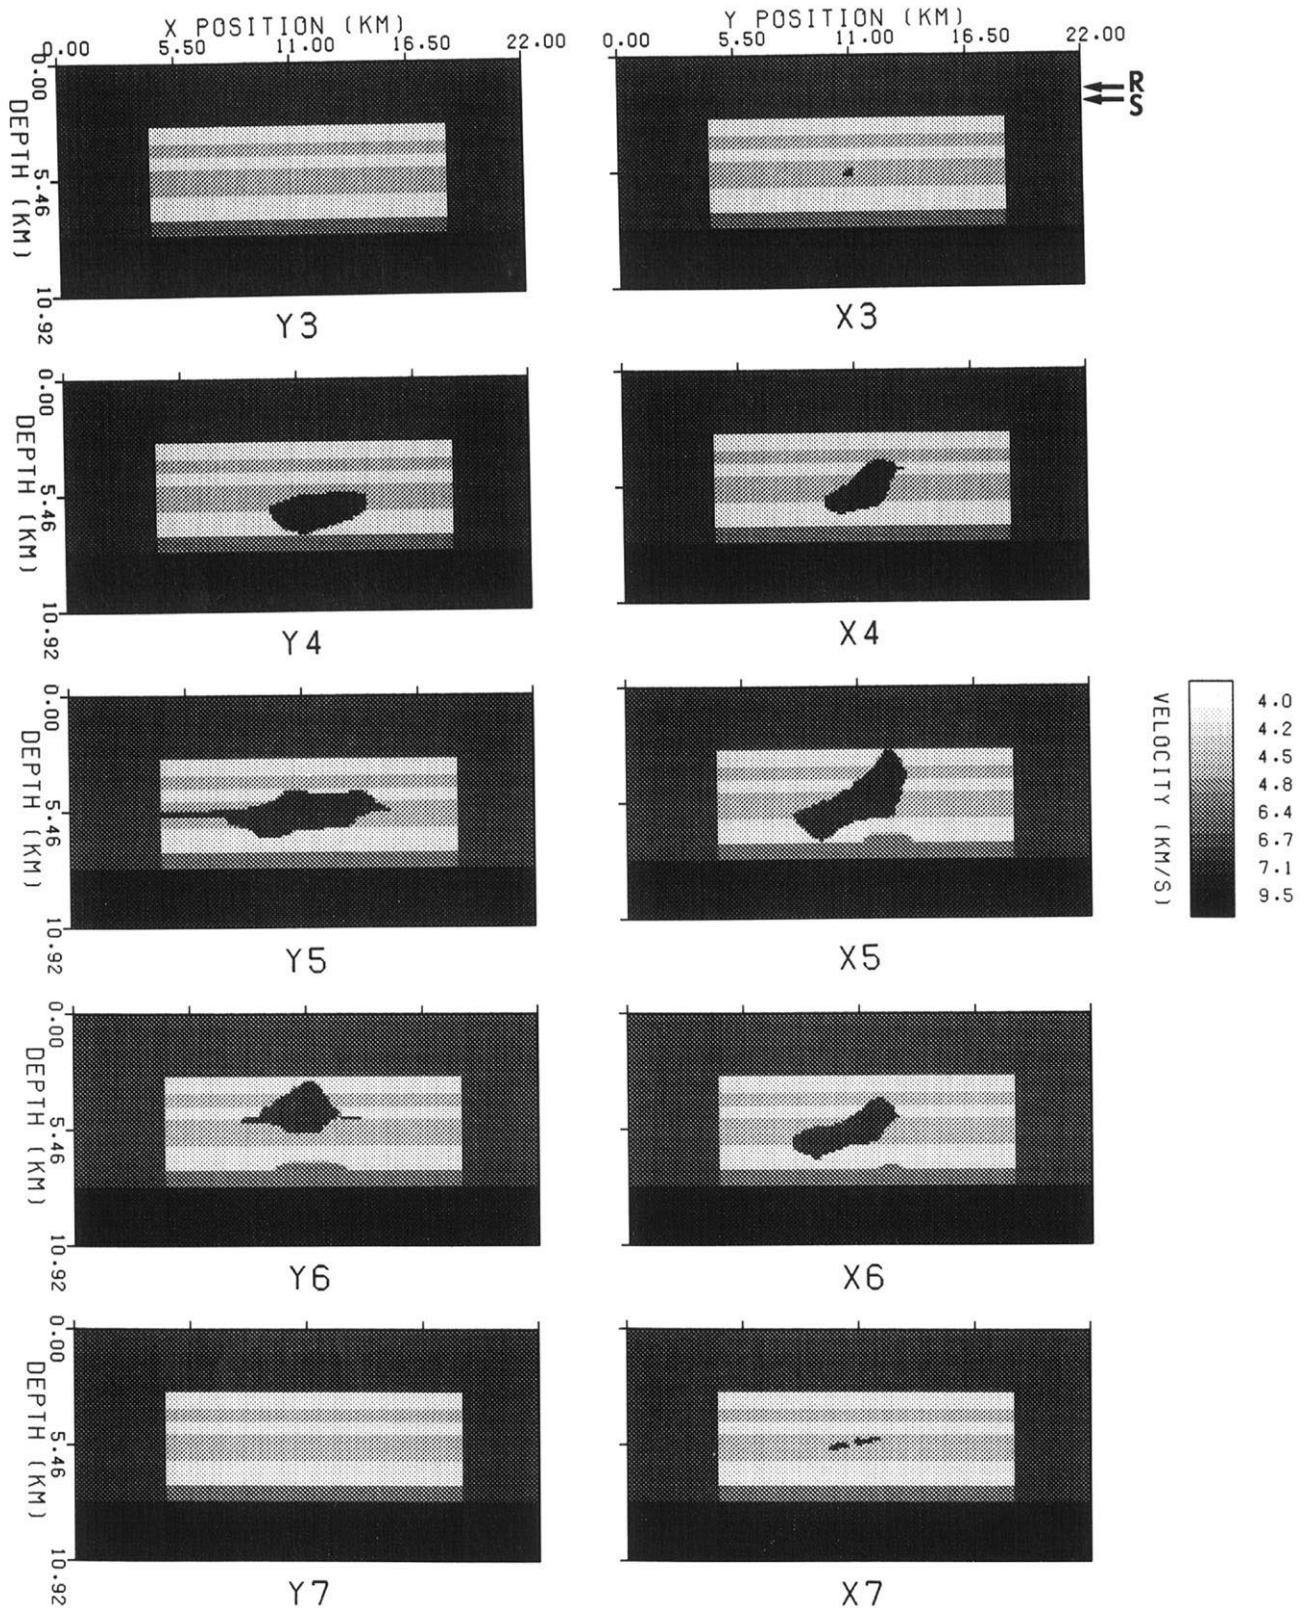 X POSITION (KM)
0.00 5.50 11.00 16.50 22.00
Y POSITION (KM)
0.00 5.50 11.00 16.50 22.00
R
S
0.00
5.46
10.92
DEPTH (KM)
Y3
X3
0.00
5.46
10.92
DEPTH (KM)
Y4
X4
0.00
5.46
10.92
DEPTH (KM)
Y5
X5
VELOCITY (KM/S)
4.0
4.2
4.5
4.8
6.4
6.7
7.1
9.5
0.00
5.46
10.92
DEPTH (KM)
Y6
X6
0.00
5.46
10.92
DEPTH (KM)
Y7
X7